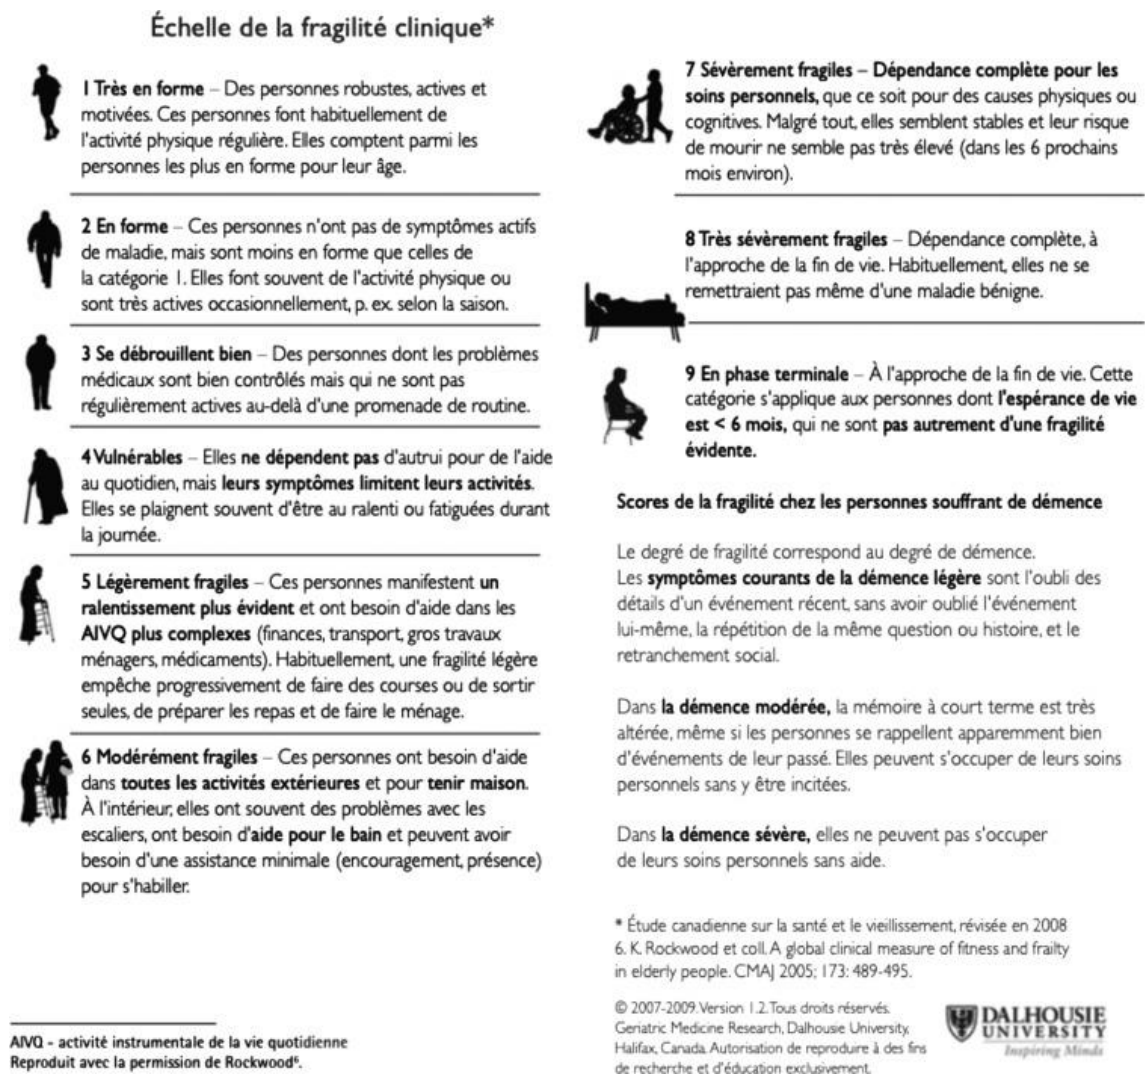 Échelle de la fragilité clinique*
1 Très en forme – Des personnes robustes, actives et
motivées. Ces personnes font habituellement de
l'activité physique régulière. Elles comptent parmi les
personnes les plus en forme pour leur âge.
2 En forme – Ces personnes n'ont pas de symptômes actifs
de maladie, mais sont moins en forme que celles de
la catégorie 1. Elles font souvent de l'activité physique ou
sont très actives occasionnellement, p. ex. selon la saison.
3 Se débrouillent bien – Des personnes dont les problèmes
médicaux sont bien contrôlés mais qui ne sont pas
régulièrement actives au-delà d'une promenade de routine.
4 Vulnérables – Elles ne dépendent pas d'autrui pour de l'aide
au quotidien, mais leurs symptômes limitent leurs activités.
Elles se plaignent souvent d'être au ralenti ou fatiguées durant
la journée.
5 Légèrement fragiles – Ces personnes manifestent un
ralentissement plus évident et ont besoin d'aide dans les
AIVQ plus complexes (finances, transport, gros travaux
ménagers, médicaments). Habituellement, une fragilité légère
empêche progressivement de faire des courses ou de sortir
seules, de préparer les repas et de faire le ménage.
6 Modérément fragiles – Ces personnes ont besoin d'aide
dans toutes les activités extérieures et pour tenir maison.
À l'intérieur, elles ont souvent des problèmes avec les
escaliers, ont besoin d'aide pour le bain et peuvent avoir
besoin d'une assistance minimale (encouragement, présence)
pour s'habiller.
AIVQ - activité instrumentale de la vie quotidienne
Reproduit avec la permission de Rockwood⁶.
7 Sévèrement fragiles – Dépendance complète pour les
soins personnels, que ce soit pour des causes physiques ou
cognitives. Malgré tout, elles semblent stables et leur risque
de mourir ne semble pas très élevé (dans les 6 prochains
mois environ).
8 Très sévèrement fragiles – Dépendance complète, à
l'approche de la fin de vie. Habituellement, elles ne se
remettraient pas même d'une maladie bénigne.
9 En phase terminale – À l'approche de la fin de vie. Cette
catégorie s'applique aux personnes dont l'espérance de vie
est < 6 mois, qui ne sont pas autrement d'une fragilité
évidente.
Scores de la fragilité chez les personnes souffrant de démence
Le degré de fragilité correspond au degré de démence.
Les symptômes courants de la démence légère sont l'oubli des
détails d'un événement récent, sans avoir oublié l'événement
lui-même, la répétition de la même question ou histoire, et le
retranchement social.
Dans la démence modérée, la mémoire à court terme est très
altérée, même si les personnes se rappellent apparemment bien
d'événements de leur passé. Elles peuvent s'occuper de leurs soins
personnels sans y être incitées.
Dans la démence sévère, elles ne peuvent pas s'occuper
de leurs soins personnels sans aide.
* Étude canadienne sur la santé et le vieillissement, révisée en 2008
6. K. Rockwood et coll. A global clinical measure of fitness and frailty
in elderly people. CMAJ 2005; 173: 489-495.
© 2007-2009. Version 1.2. Tous droits réservés.
Geriatric Medicine Research, Dalhousie University,
Halifax, Canada. Autorisation de reproduire à des fins
de recherche et d'éducation exclusivement.
DALHOUSIE
UNIVERSITY
Inspiring Minds